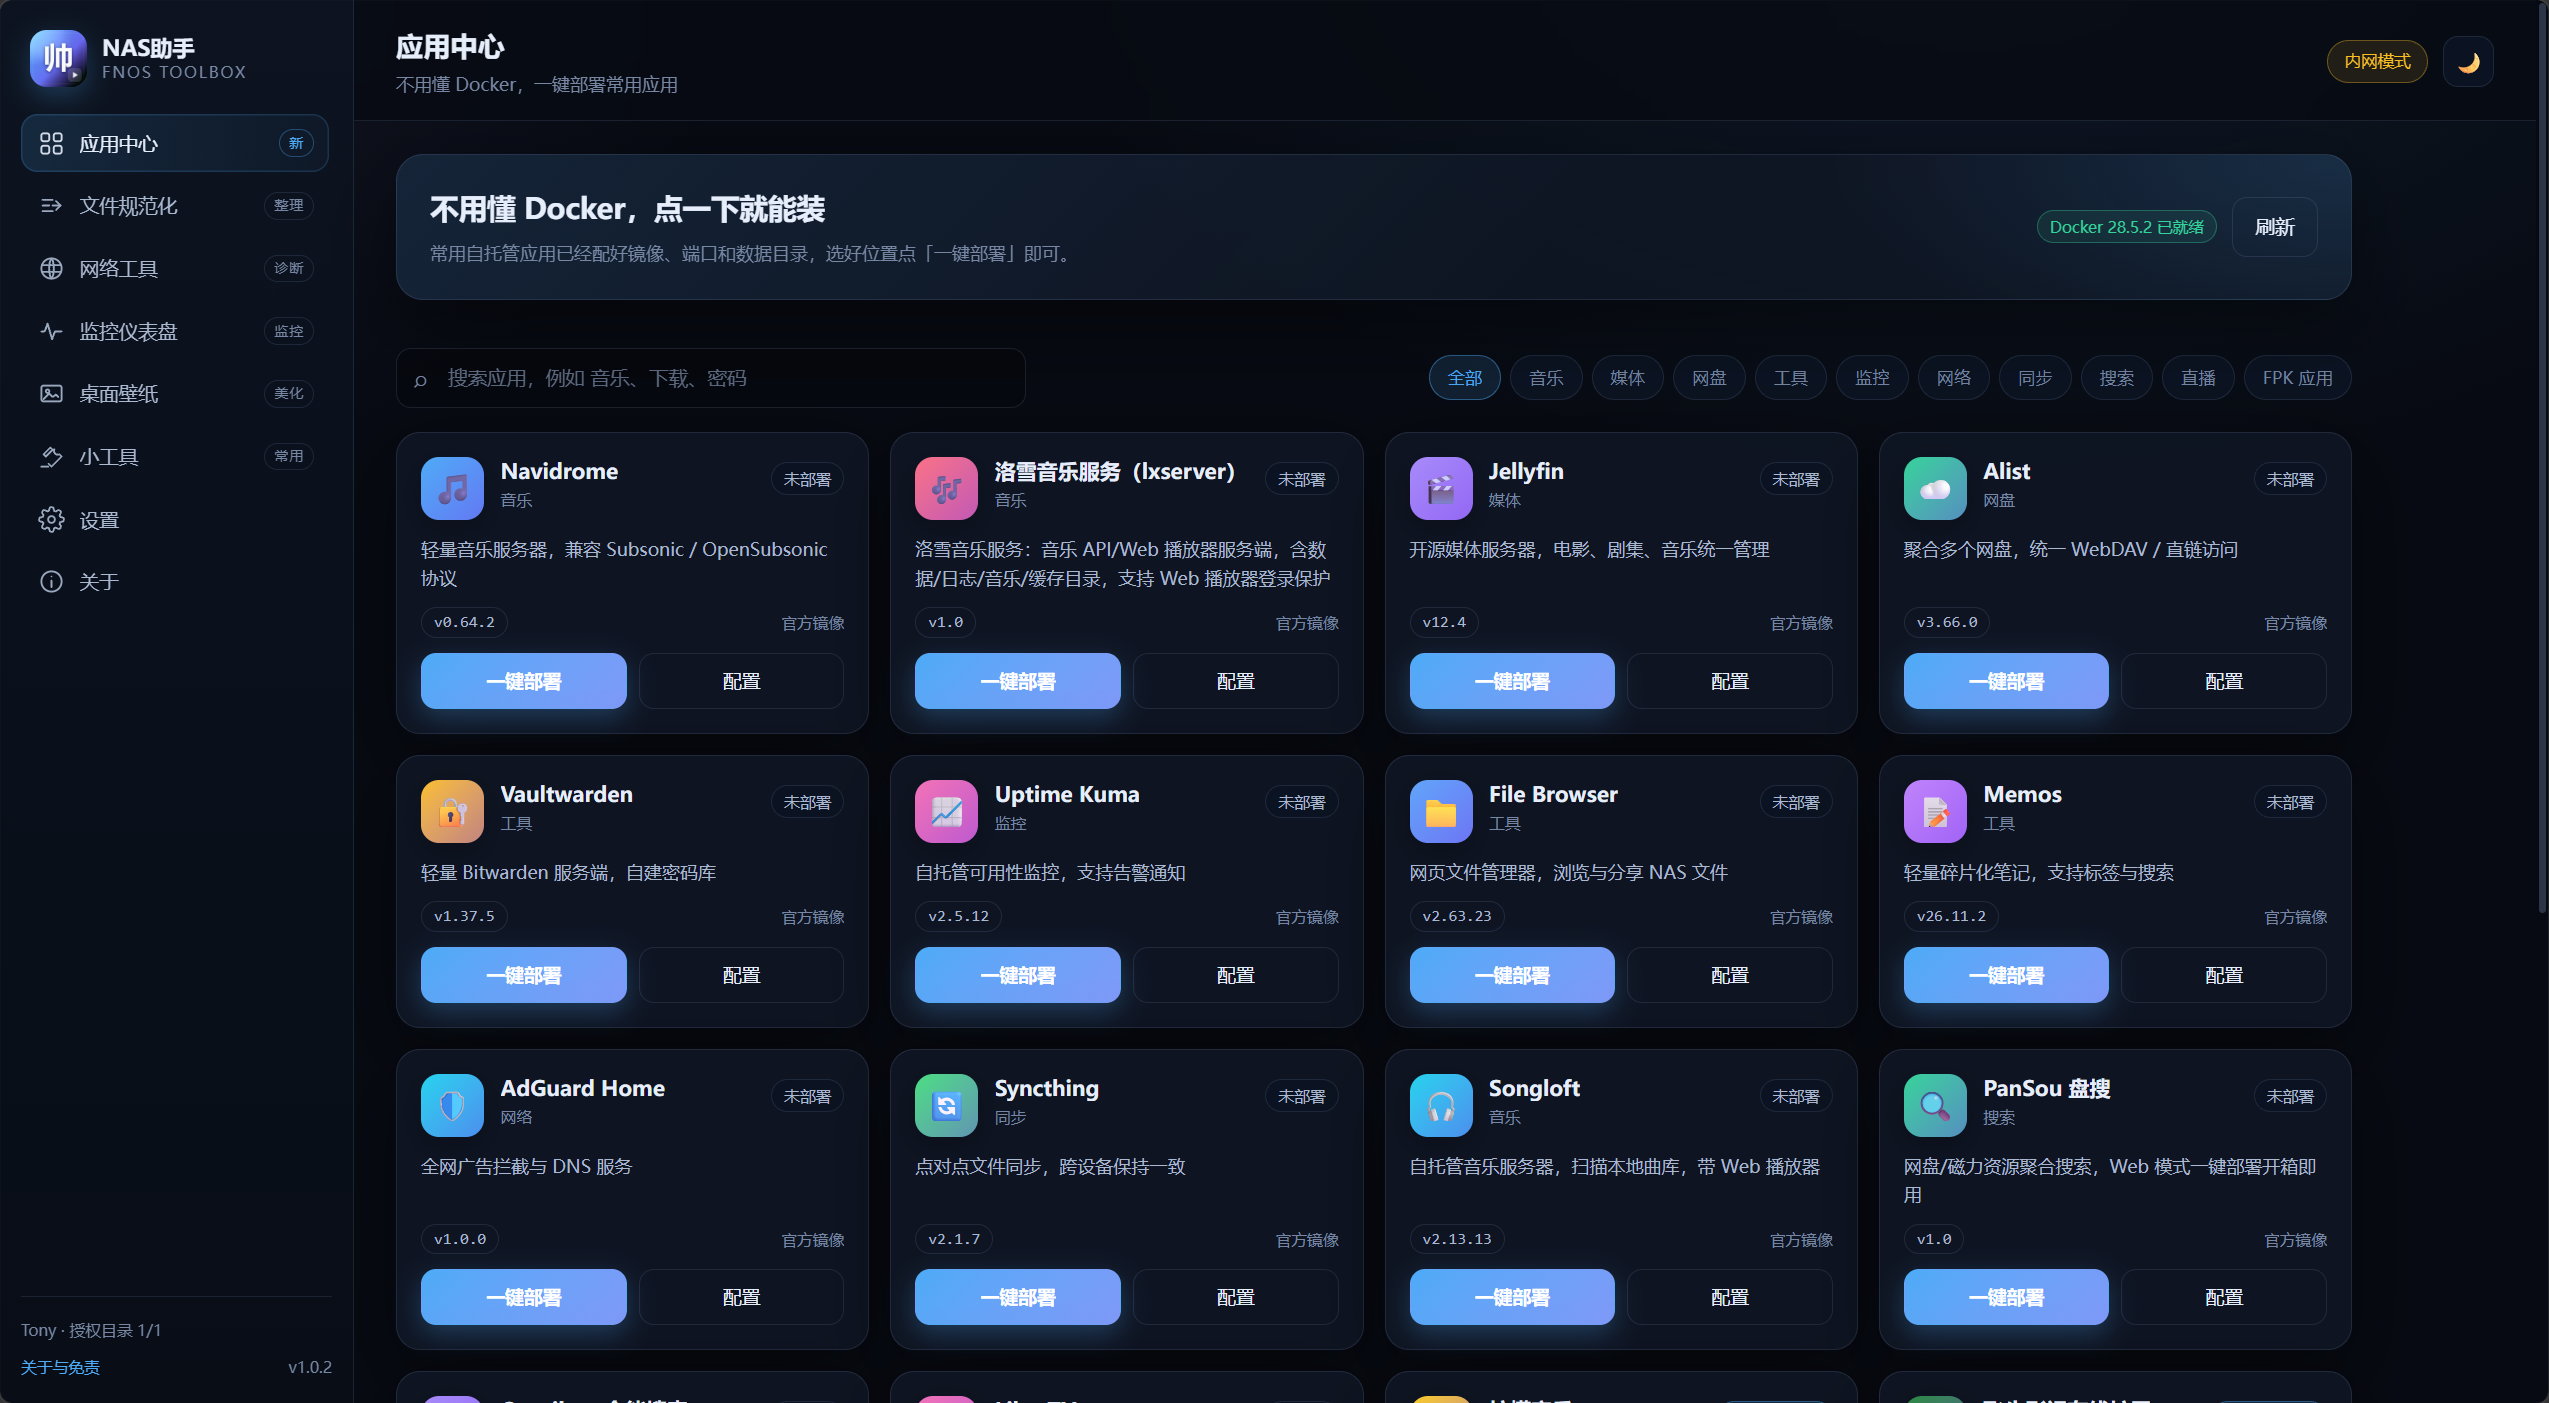 帅
NAS助手
FNOS TOOLBOX
应用中心
新
文件规范化
整理
网络工具
诊断
监控仪表盘
监控
桌面壁纸
美化
小工具
常用
设置
关于
Tony · 授权目录 1/1
关于与免责
v1.0.2
应用中心
不用懂 Docker，一键部署常用应用
内网模式
不用懂 Docker，点一下就能装
常用自托管应用已经配好镜像、端口和数据目录，选好位置点「一键部署」即可。
Docker 28.5.2 已就绪
刷新
搜索应用，例如 音乐、下载、密码
全部
音乐
媒体
网盘
工具
监控
网络
同步
搜索
直播
FPK 应用
Navidrome
未部署
音乐
轻量音乐服务器，兼容 Subsonic / OpenSubsonic
协议
v0.64.2
官方镜像
一键部署
配置
洛雪音乐服务（lxserver）
未部署
音乐
洛雪音乐服务：音乐 API/Web 播放器服务端，含数
据/日志/音乐/缓存目录，支持 Web 播放器登录保护
v1.0
官方镜像
一键部署
配置
Jellyfin
未部署
媒体
开源媒体服务器，电影、剧集、音乐统一管理
v12.4
官方镜像
一键部署
配置
Alist
未部署
网盘
聚合多个网盘，统一 WebDAV / 直链访问
v3.66.0
官方镜像
一键部署
配置
Vaultwarden
未部署
工具
轻量 Bitwarden 服务端，自建密码库
v1.37.5
官方镜像
一键部署
配置
Uptime Kuma
未部署
监控
自托管可用性监控，支持告警通知
v2.5.12
官方镜像
一键部署
配置
File Browser
未部署
工具
网页文件管理器，浏览与分享 NAS 文件
v2.63.23
官方镜像
一键部署
配置
Memos
未部署
工具
轻量碎片化笔记，支持标签与搜索
v26.11.2
官方镜像
一键部署
配置
AdGuard Home
未部署
网络
全网广告拦截与 DNS 服务
v1.0.0
官方镜像
一键部署
配置
Syncthing
未部署
同步
点对点文件同步，跨设备保持一致
v2.1.7
官方镜像
一键部署
配置
Songloft
未部署
音乐
自托管音乐服务器，扫描本地曲库，带 Web 播放器
v2.13.13
官方镜像
一键部署
配置
PanSou 盘搜
未部署
搜索
网盘/磁力资源聚合搜索，Web 模式一键部署开箱即
用
v1.0
官方镜像
一键部署
配置